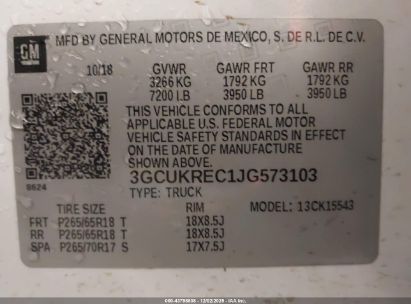 GM
MFD BY GENERAL MOTORS DE MEXICO, S. DE R.L. DE C.V.
10/18 GVWR GAWR FRT GAWR RR
3266 KG 1792 KG 1792 KG
7200 LB 3950 LB 3950 LB
THIS VEHICLE CONFORMS TO ALL
APPLICABLE U.S. FEDERAL MOTOR
VEHICLE SAFETY STANDARDS IN EFFECT
ON THE DATE OF MANUFACTURE
SHOWN ABOVE.
3GCUKREC1JG573103
8624 TYPE: TRUCK
TIRE SIZE RIM MODEL: 13CK15543
FRT P265/65R18 T 18X8.5J
RR P265/65R18 T 18X8.5J
SPA P265/70R17 S 17X7.5J